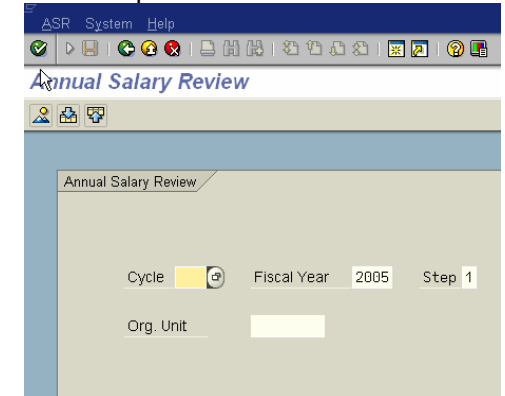 ASR System Help
Annual Salary Review
Annual Salary Review
Cycle Fiscal Year 2005 Step 1
Org. Unit